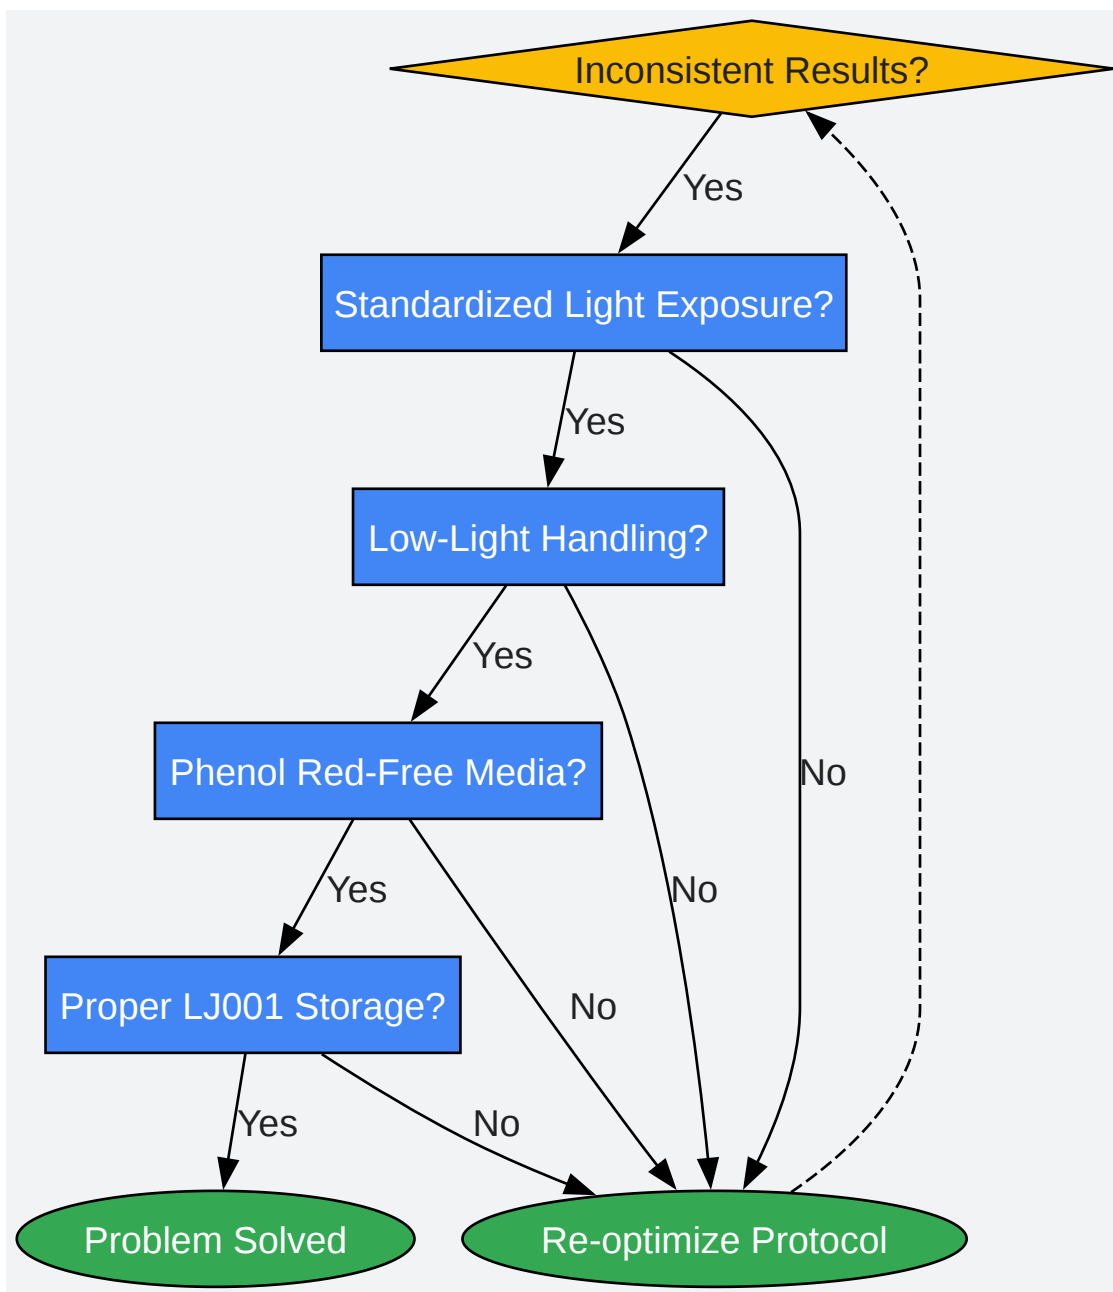 Inconsistent Results?
Yes
Standardized Light Exposure?
Yes
Low-Light Handling?
Yes
Phenol Red-Free Media?
No
Yes
No
Proper LJ001 Storage?
No
Yes
No
Problem Solved
Re-optimize Protocol